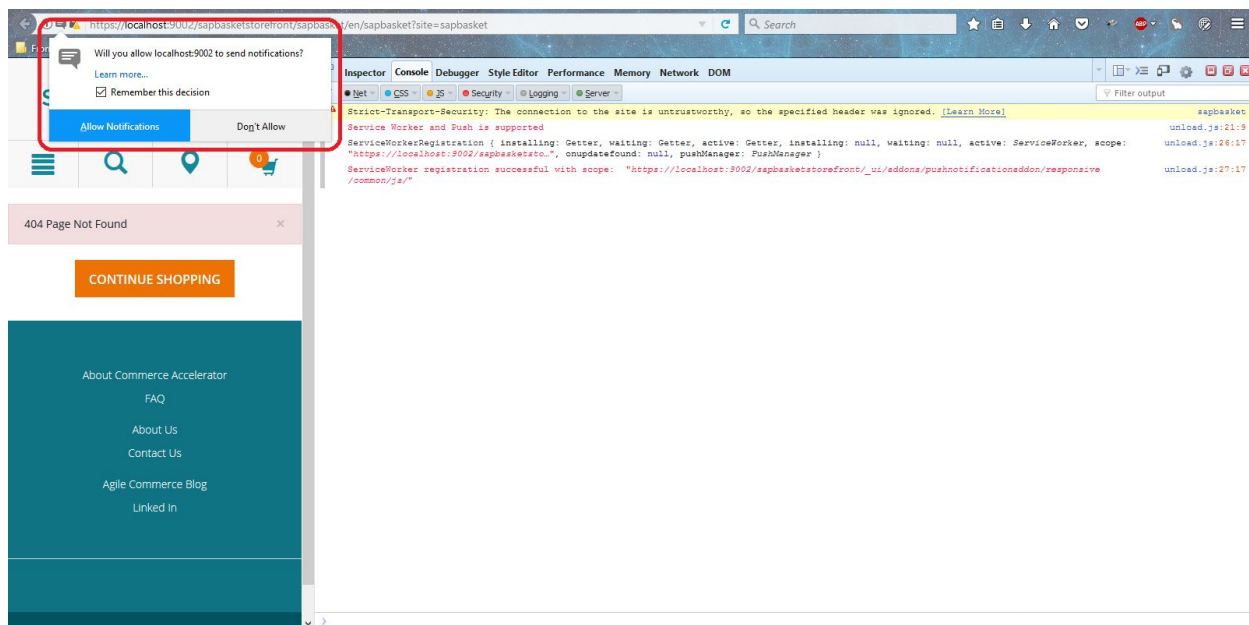 https://localhost:9002/sapbasketstorefront/sapbasket/en/sapbasket?site=sapbasket
Search
ABP
Will you allow localhost:9002 to send notifications?
Learn more...
Remember this decision
Allow Notifications
Don't Allow
S
0
404 Page Not Found ×
CONTINUE SHOPPING
About Commerce Accelerator
FAQ
About Us
Contact Us
Agile Commerce Blog
Linked In
Inspector Console Debugger Style Editor Performance Memory Network DOM
Net CSS JS Security Logging Server Filter output
Strict-Transport-Security: The connection to the site is untrustworthy, so the specified header was ignored. [Learn More] sapbasket
Service Worker and Push is supported unload.js:21:9
ServiceWorkerRegistration { installing: Getter, waiting: Getter, active: Getter, installing: null, waiting: null, active: ServiceWorker, scope: unload.js:26:17
"https://localhost:9002/sapbasketsto…", onupdatefound: null, pushManager: PushManager }
ServiceWorker registration successful with scope: "https://localhost:9002/sapbasketstorefront/_ui/addons/pushnotificationaddon/responsive unload.js:27:17
/common/js/"